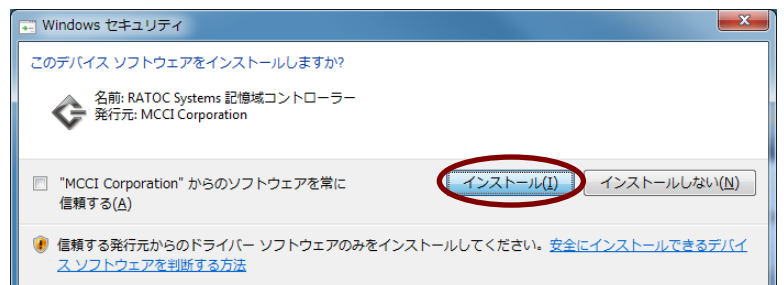 Windows セキュリティ
このデバイス ソフトウェアをインストールしますか?
名前: RATOC Systems 記憶域コントローラー
発行元: MCCI Corporation
"MCCI Corporation" からのソフトウェアを常に
信頼する(A)
インストール(I)
インストールしない(N)
信頼する発行元からのドライバー ソフトウェアのみをインストールしてください。安全にインストールできるデバイ
ス ソフトウェアを判断する方法